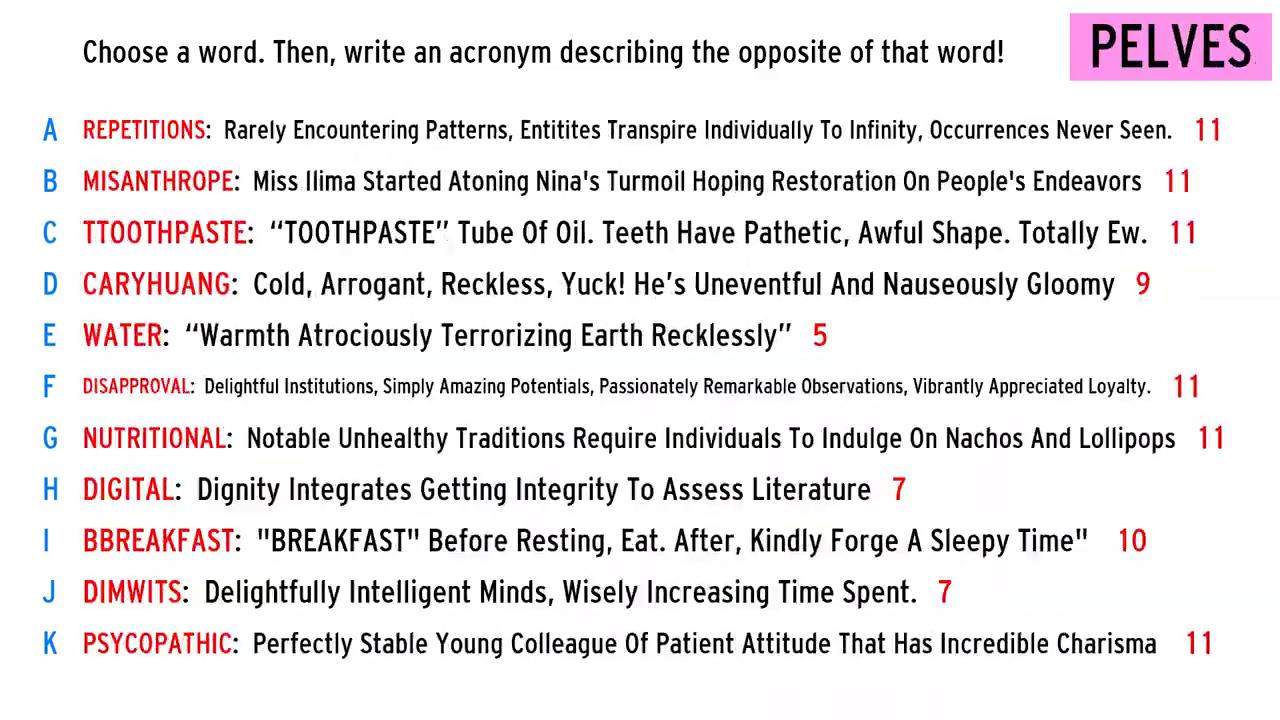 Choose a word. Then, write an acronym describing the opposite of that word!
PELVES
A REPETITIONS: Rarely Encountering Patterns, Entitites Transpire Individually To Infinity, Occurrences Never Seen. 11
B MISANTHROPE: Miss Ilima Started Atoning Nina's Turmoil Hoping Restoration On People's Endeavors 11
C TTOOTHPASTE: “TOOTHPASTE” Tube Of Oil. Teeth Have Pathetic, Awful Shape. Totally Ew. 11
D CARYHUANG: Cold, Arrogant, Reckless, Yuck! He’s Uneventful And Nauseously Gloomy 9
E WATER: “Warmth Atrociously Terrorizing Earth Recklessly” 5
F DISAPPROVAL: Delightful Institutions, Simply Amazing Potentials, Passionately Remarkable Observations, Vibrantly Appreciated Loyalty. 11
G NUTRITIONAL: Notable Unhealthy Traditions Require Individuals To Indulge On Nachos And Lollipops 11
H DIGITAL: Dignity Integrates Getting Integrity To Assess Literature 7
I BBREAKFAST: "BREAKFAST" Before Resting, Eat. After, Kindly Forge A Sleepy Time" 10
J DIMWITS: Delightfully Intelligent Minds, Wisely Increasing Time Spent. 7
K PSYCOPATHIC: Perfectly Stable Young Colleague Of Patient Attitude That Has Incredible Charisma 11